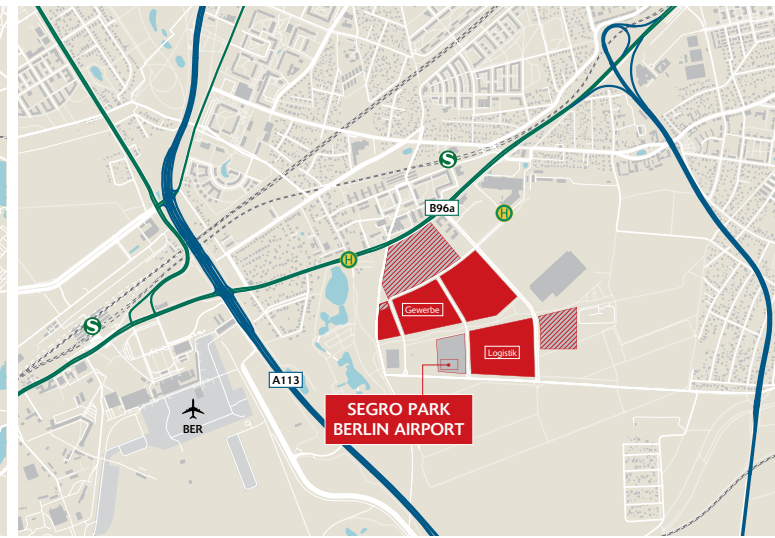 S
B96a
H
H
Gewerbe
S
Logistik
A113
SEGRO PARK
BERLIN AIRPORT
BER